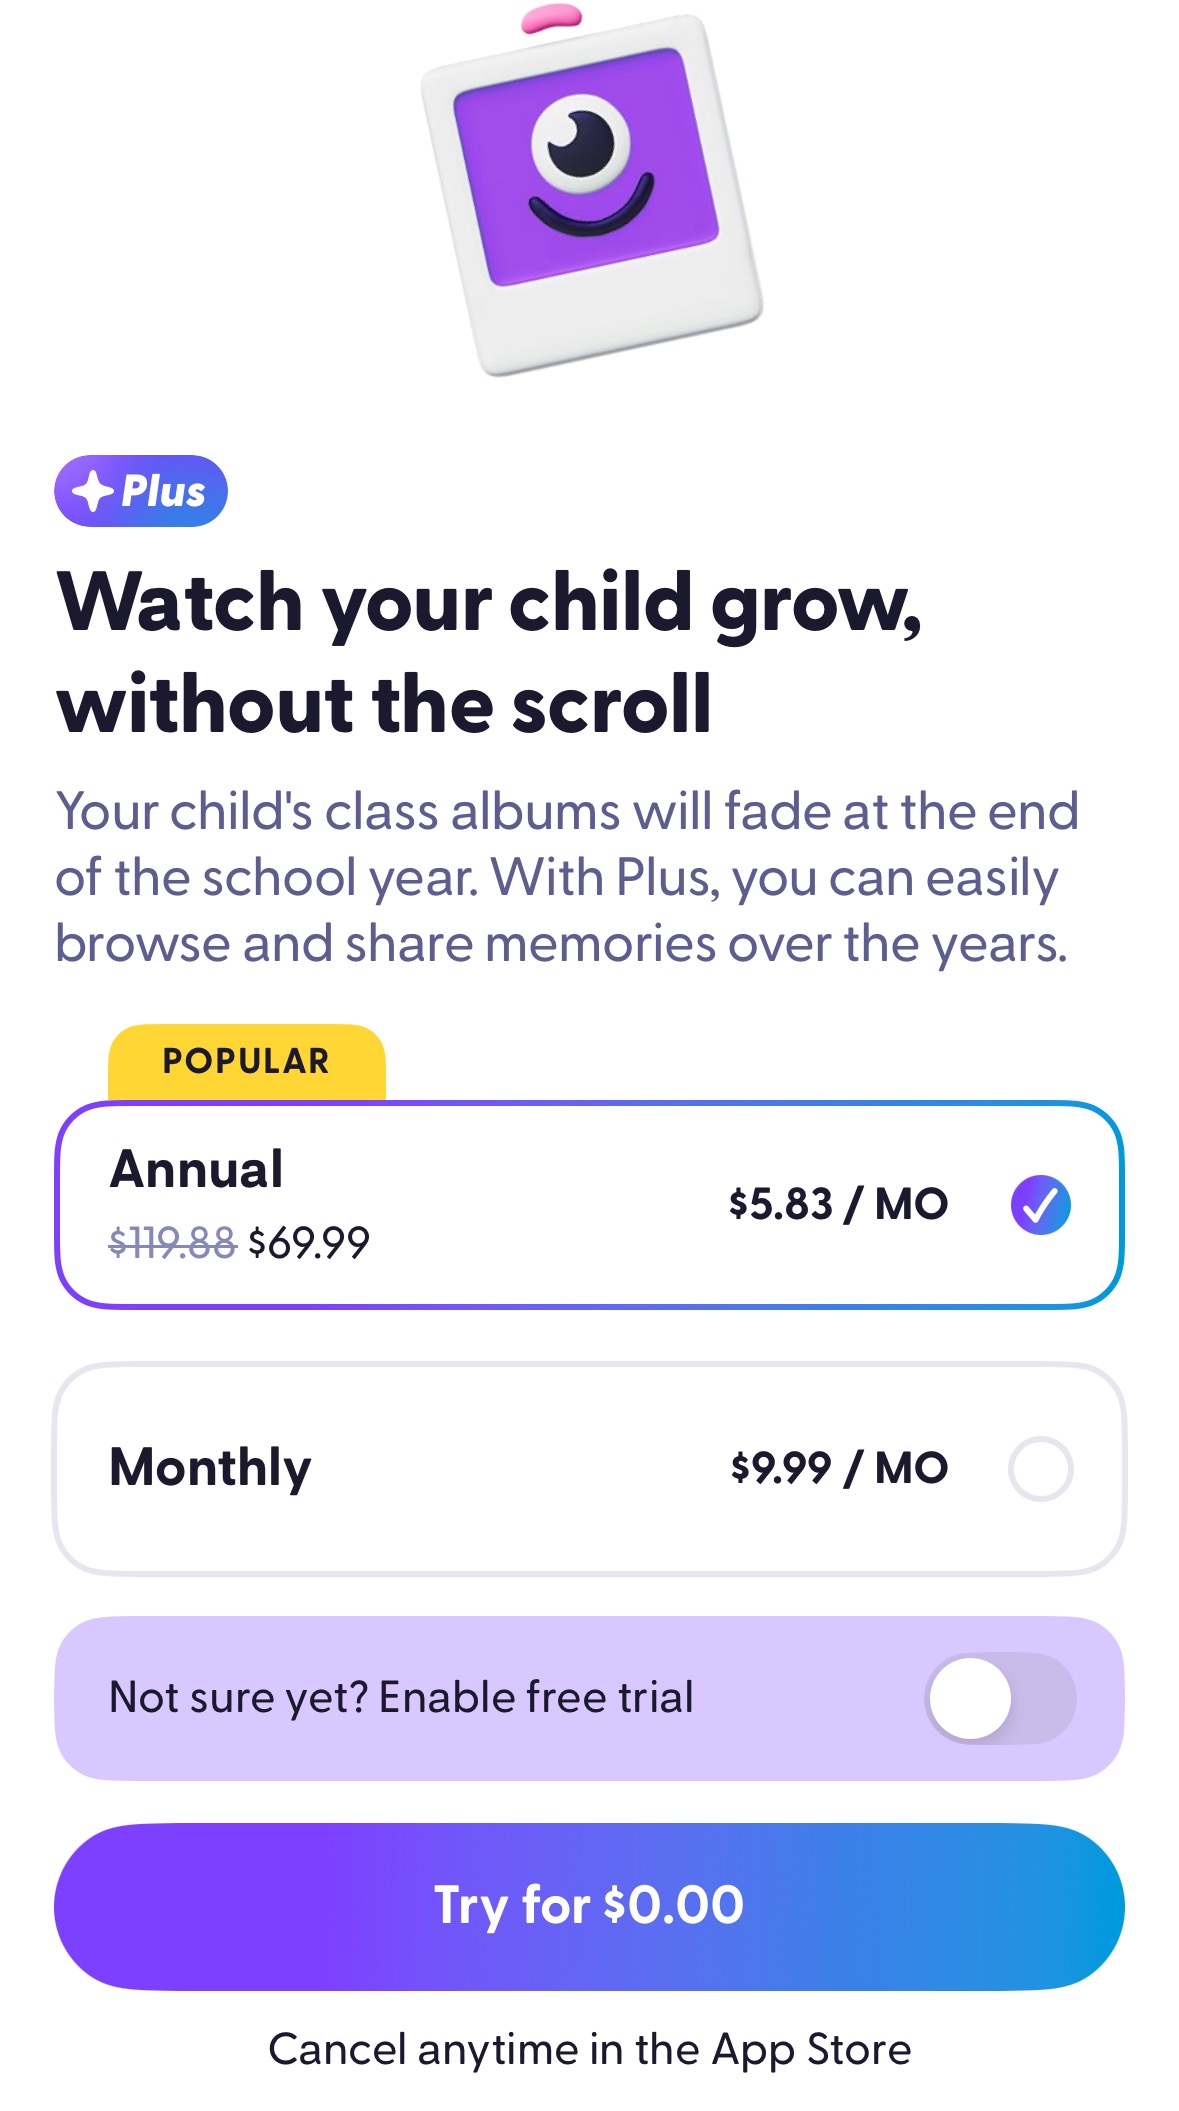 Plus
Watch your child grow,
without the scroll
Your child's class albums will fade at the end
of the school year. With Plus, you can easily
browse and share memories over the years.
POPULAR
Annual
$119.88 $69.99
$5.83 / MO
Monthly
$9.99 / MO
Not sure yet? Enable free trial
Try for $0.00
Cancel anytime in the App Store